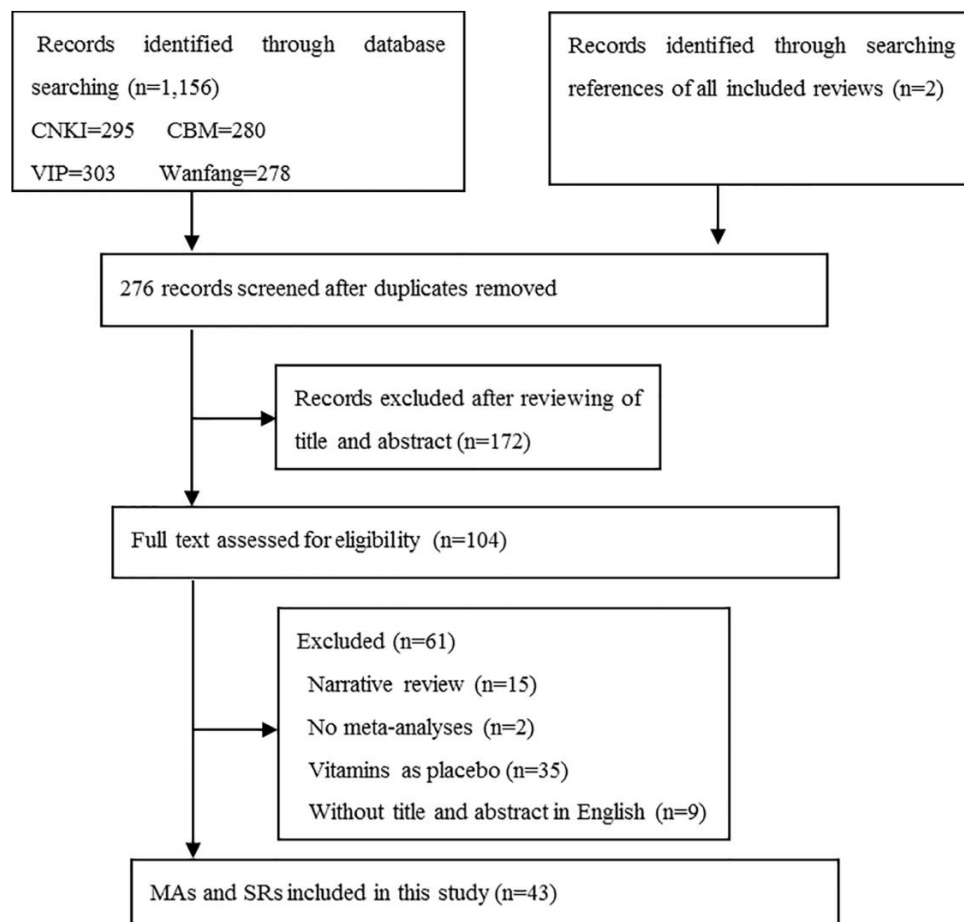 Records identified through database
searching (n=1,156)
CNKI=295 CBM=280
VIP=303 Wanfang=278
Records identified through searching
references of all included reviews (n=2)
276 records screened after duplicates removed
Records excluded after reviewing of
title and abstract (n=172)
Full text assessed for eligibility (n=104)
Excluded (n=61)
Narrative review (n=15)
No meta-analyses (n=2)
Vitamins as placebo (n=35)
Without title and abstract in English (n=9)
MAs and SRs included in this study (n=43)